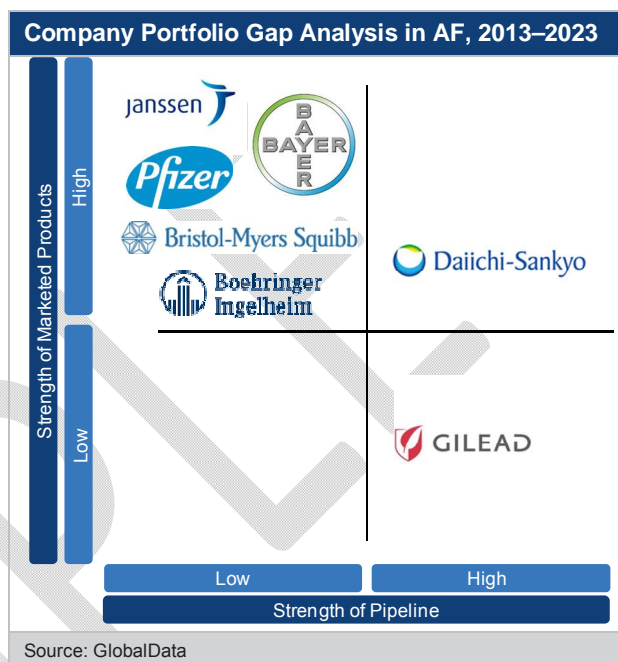 Company Portfolio Gap Analysis in AF, 2013–2023
Strength of Marketed Products
High
Low
janssen
BAYER
BAYER
Pfizer
Bristol-Myers Squibb
Boehringer
Ingelheim
Daiichi-Sankyo
GILEAD
Low
High
Strength of Pipeline
Source: GlobalData